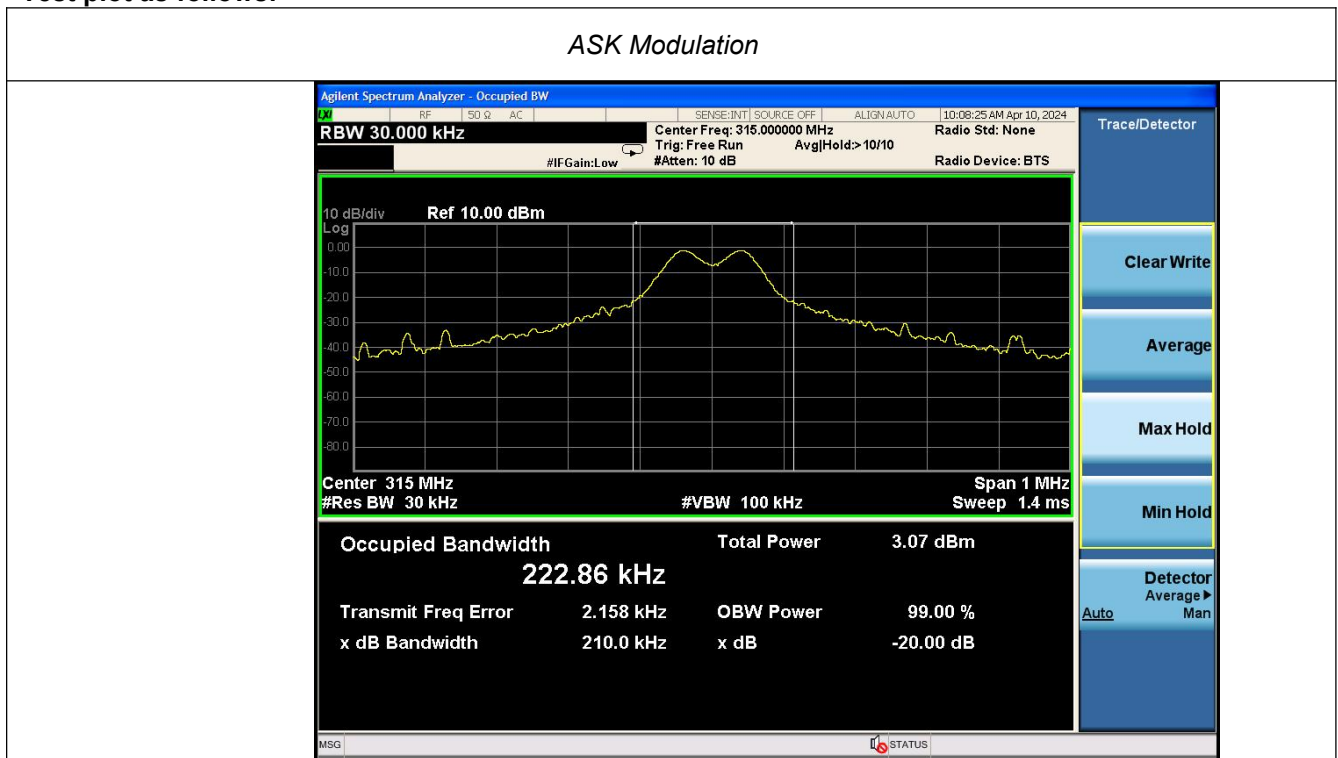 Test plot as follows:
ASK Modulation
Agilent Spectrum Analyzer - Occupied BW
LXI RF 50 Ω AC SENSE:INT SOURCE OFF ALIGN AUTO 10:08:25 AM Apr 10, 2024
RBW 30.000 kHz
Center Freq: 315.000000 MHz
Radio Std: None
Trig: Free Run Avg|Hold:>10/10
#IFGain:Low #Atten: 10 dB
Radio Device: BTS
10 dB/div Ref 10.00 dBm
Log
0.00
-10.0
-20.0
-30.0
-40.0
-50.0
-60.0
-70.0
-80.0
Center 315 MHz Span 1 MHz
#Res BW 30 kHz #VBW 100 kHz Sweep 1.4 ms
Occupied Bandwidth Total Power 3.07 dBm
222.86 kHz
Transmit Freq Error 2.158 kHz OBW Power 99.00 %
x dB Bandwidth 210.0 kHz x dB -20.00 dB
MSG STATUS
Trace/Detector
Clear Write
Average
Max Hold
Min Hold
Detector
Average▶
Auto Man